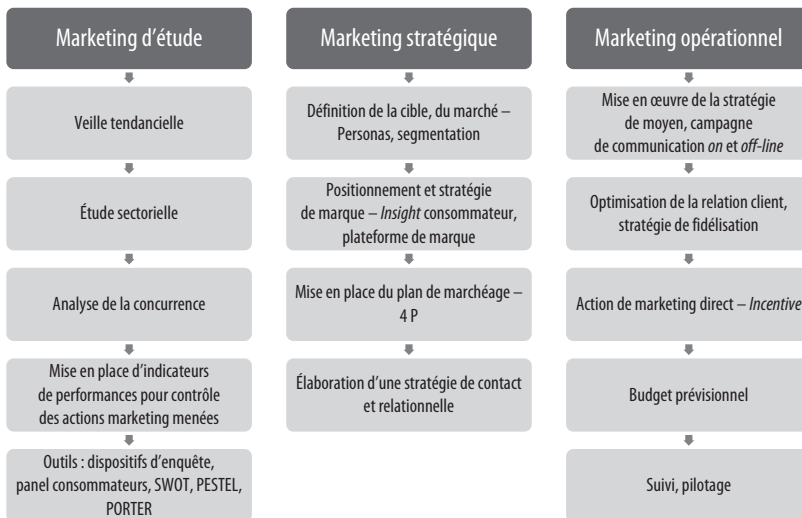 Marketing d’étude
Veille tendancielle
Étude sectorielle
Analyse de la concurrence
Mise en place d’indicateurs
de performances pour contrôle
des actions marketing menées
Outils : dispositifs d’enquête,
panel consommateurs, SWOT, PESTEL,
PORTER
Marketing stratégique
Définition de la cible, du marché –
Personas, segmentation
Positionnement et stratégie
de marque – Insight consommateur,
plateforme de marque
Mise en place du plan de marchéage –
4 P
Élaboration d’une stratégie de contact
et relationnelle
Marketing opérationnel
Mise en œuvre de la stratégie
de moyen, campagne
de communication on et off-line
Optimisation de la relation client,
stratégie de fidélisation
Action de marketing direct – Incentive
Budget prévisionnel
Suivi, pilotage